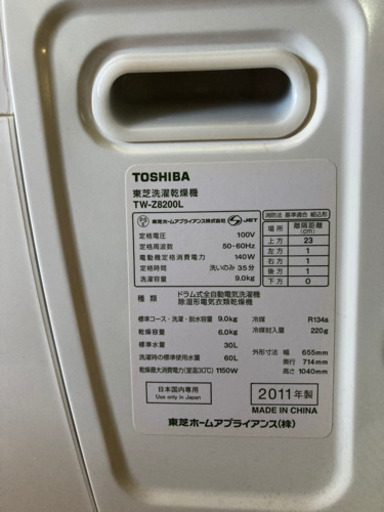 TOSHIBA
東芝洗濯乾燥機
TW-Z8200L
東芝ホームアプライアンス株式会社 JET
定格電圧 100V
定格周波数 50-60Hz
電動機定格消費電力 140W
定格時間 洗いのみ 35分
洗濯容量 9.0kg
消防法 基準適合 組込形
場所 離隔距離(cm)
上方 23
左方 1
右方 1
後方 1
下方 0
種類 ドラム式全自動電気洗濯機
除湿形電気衣類乾燥機
標準コース・洗濯・脱水容量 9.0kg 冷媒 R134a
乾燥容量 6.0kg 冷媒封入量 220g
標準水量 30L
洗濯時の標準使用水量 60L
乾燥最大消費電力(室温30℃) 1150W
外形寸法 幅 655mm
奥行 714mm
高さ 1040mm
日本国内専用
Use only in Japan
2011年製
MADE IN CHINA
東芝ホームアプライアンス(株)